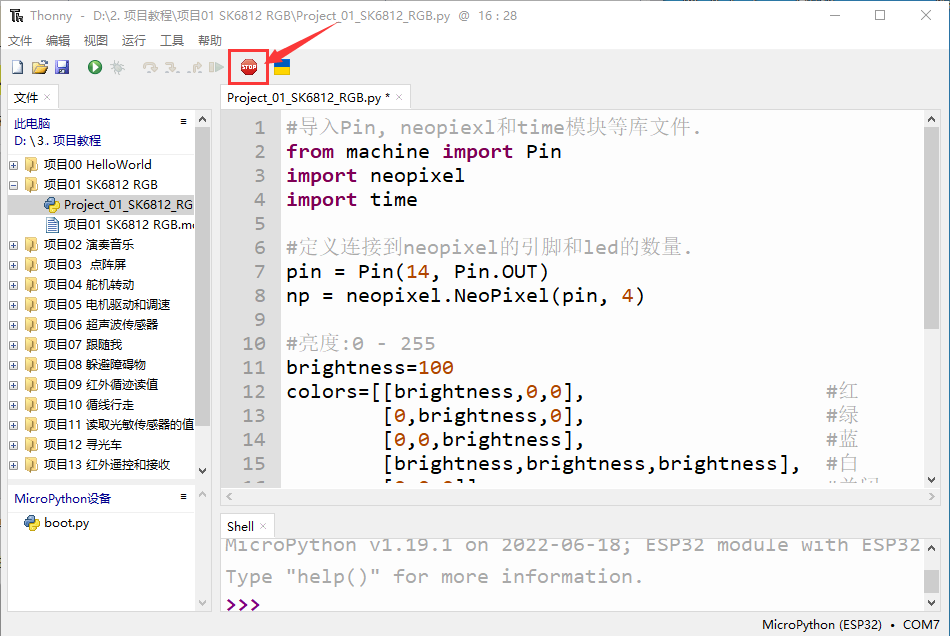 Thonny - D:\2. 项目教程\项目01 SK6812 RGB\Project_01_SK6812_RGB.py @ 16 : 28
文件 编辑 视图 运行 工具 帮助
STOP
文件 ×
此电脑
D: \ 3. 项目教程
项目00 HelloWorld
项目01 SK6812 RGB
Project_01_SK6812_RG
项目01 SK6812 RGB.m
项目02 演奏音乐
项目03 点阵屏
项目04 舵机转动
项目05 电机驱动和调速
项目06 超声波传感器
项目07 跟随我
项目08 躲避障碍物
项目09 红外循迹读值
项目10 循线行走
项目11 读取光敏传感器的值
项目12 寻光车
项目13 红外遥控和接收
MicroPython设备
boot.py
Project_01_SK6812_RGB.py * ×
1 #导入Pin, neopiexl和time模块等库文件.
2 from machine import Pin
3 import neopixel
4 import time
5
6 #定义连接到neopixel的引脚和led的数量.
7 pin = Pin(14, Pin.OUT)
8 np = neopixel.NeoPixel(pin, 4)
9
10 #亮度:0 - 255
11 brightness=100
12 colors=[[brightness,0,0], #红
13 [0,brightness,0], #绿
14 [0,0,brightness], #蓝
15 [brightness,brightness,brightness], #白
Shell ×
MicroPython v1.19.1 on 2022-06-18; ESP32 module with ESP32
Type "help()" for more information.
>>>
MicroPython (ESP32) • COM7